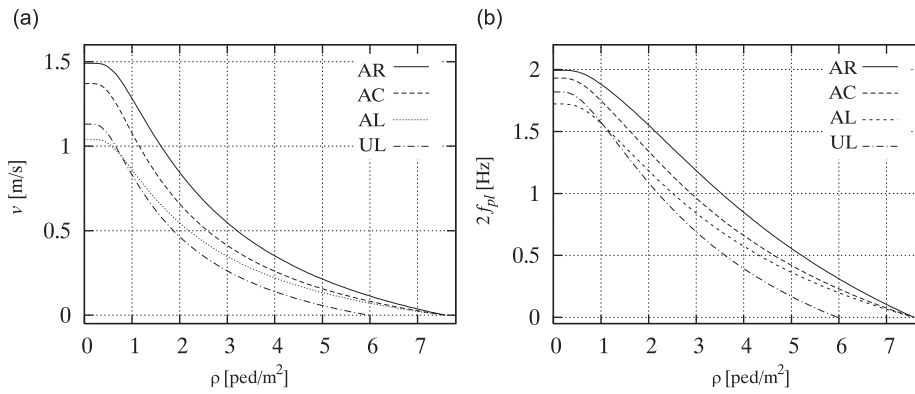 (a)
1.5
1
0.5
0
0 1 2 3 4 5 6 7
v [m/s]
ρ [ped/m²]
AR
AC
AL
UL
(b)
2
1.5
1
0.5
0
0 1 2 3 4 5 6 7
2 f_pl [Hz]
ρ [ped/m²]
AR
AC
AL
UL